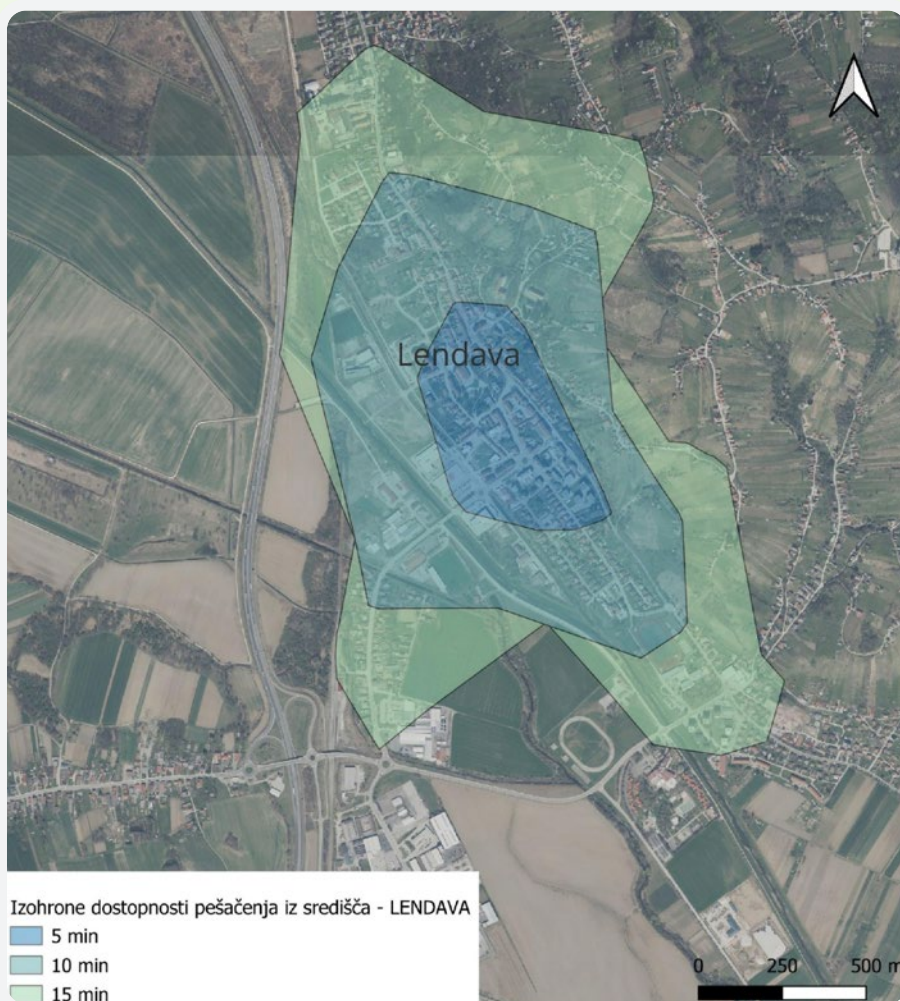 Lendava
Izohrone dostopnosti pešačenja iz središča - LENDAVA
5 min
10 min
15 min
0 250 500 m